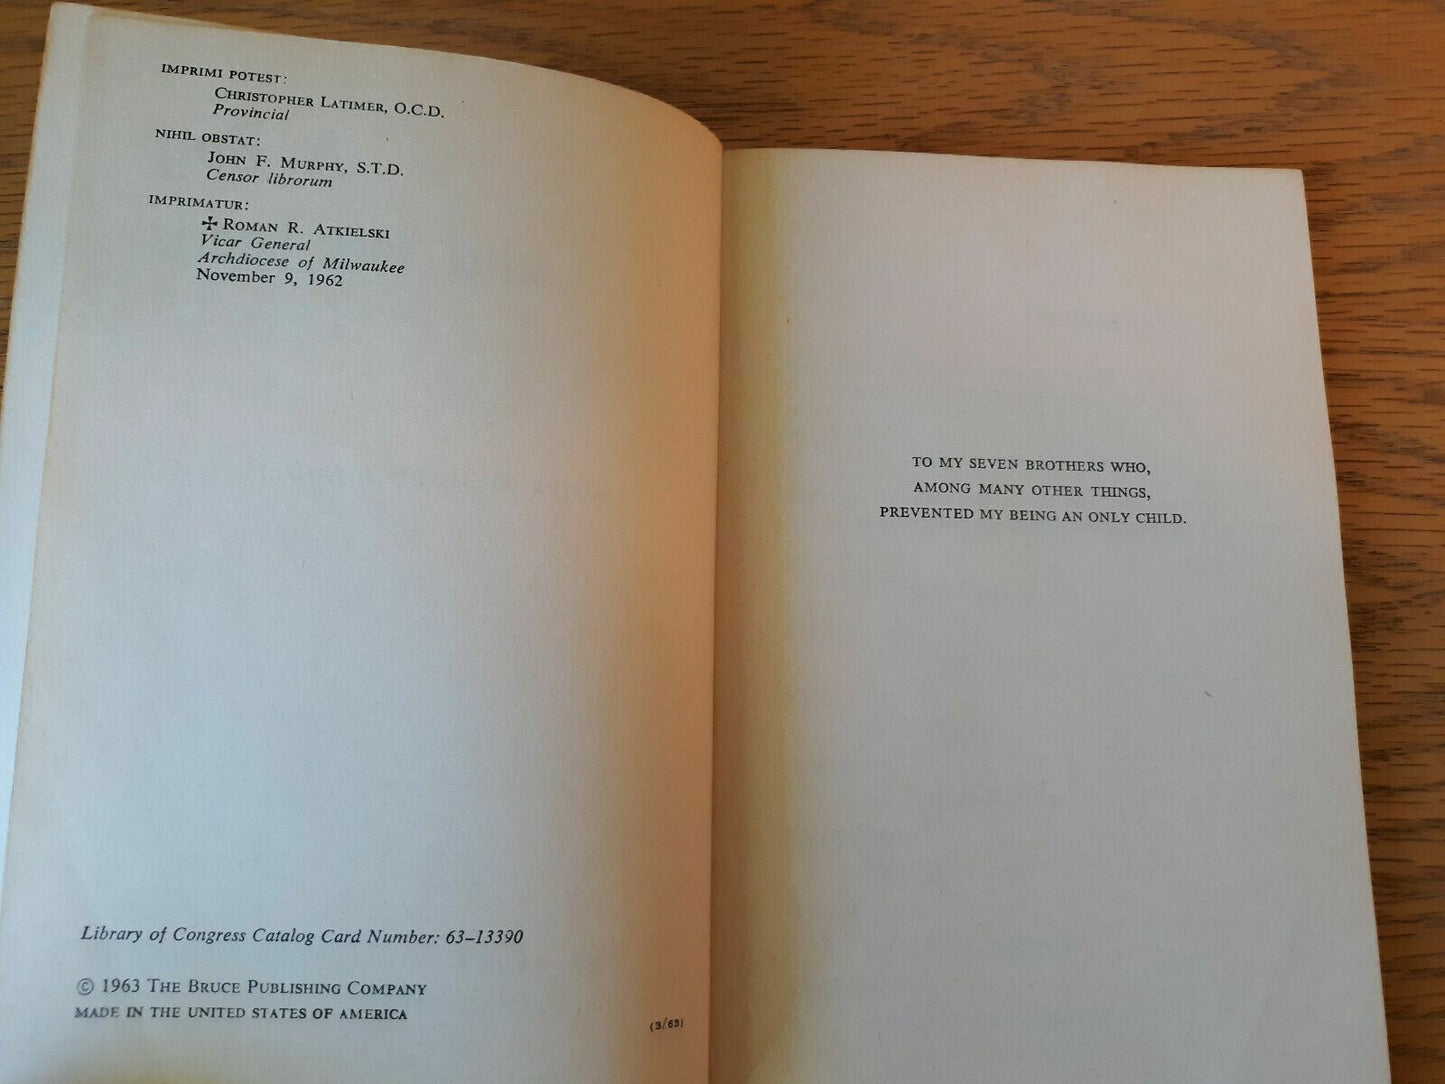 IMPRIMI POTEST:
CHRISTOPHER LATIMER, O.C.D.
Provincial
NIHIL OBSTAT:
JOHN F. MURPHY, S.T.D.
Censor librorum
IMPRIMATUR:
✠ ROMAN R. ATKIELSKI
Vicar General
Archdiocese of Milwaukee
November 9, 1962
Library of Congress Catalog Card Number: 63–13390
© 1963 THE BRUCE PUBLISHING COMPANY
MADE IN THE UNITED STATES OF AMERICA
(3/63)
TO MY SEVEN BROTHERS WHO,
AMONG MANY OTHER THINGS,
PREVENTED MY BEING AN ONLY CHILD.